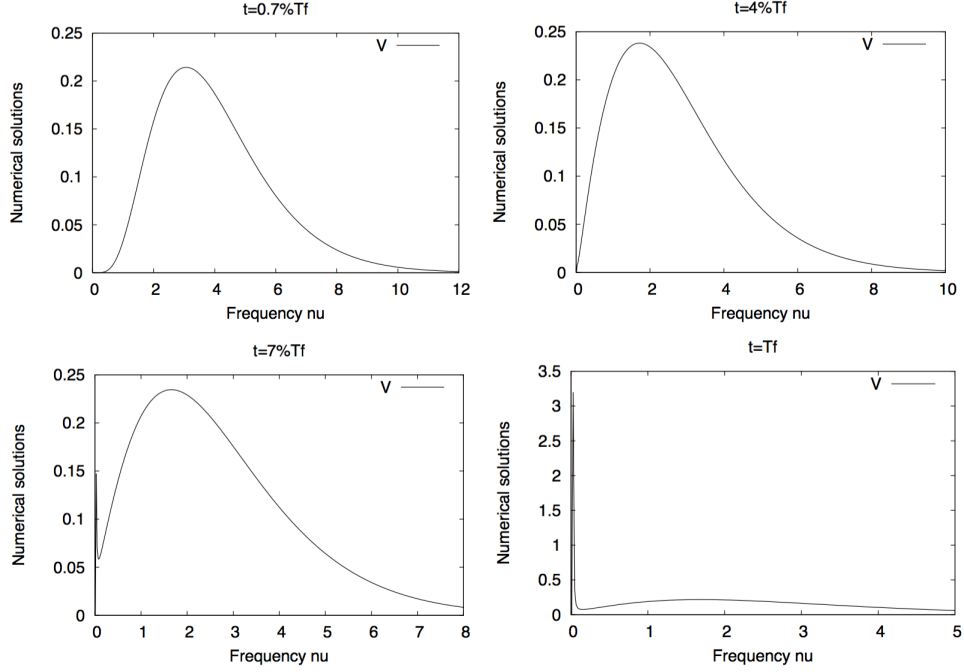 t=0.7%Tf
V
Numerical solutions
0.25
0.2
0.15
0.1
0.05
0
0 2 4 6 8 10 12
Frequency nu
t=4%Tf
V
Numerical solutions
0.25
0.2
0.15
0.1
0.05
0
0 2 4 6 8 10
Frequency nu
t=7%Tf
V
Numerical solutions
0.25
0.2
0.15
0.1
0.05
0
0 1 2 3 4 5 6 7 8
Frequency nu
t=Tf
V
Numerical solutions
3.5
3
2.5
2
1.5
1
0.5
0
0 1 2 3 4 5
Frequency nu